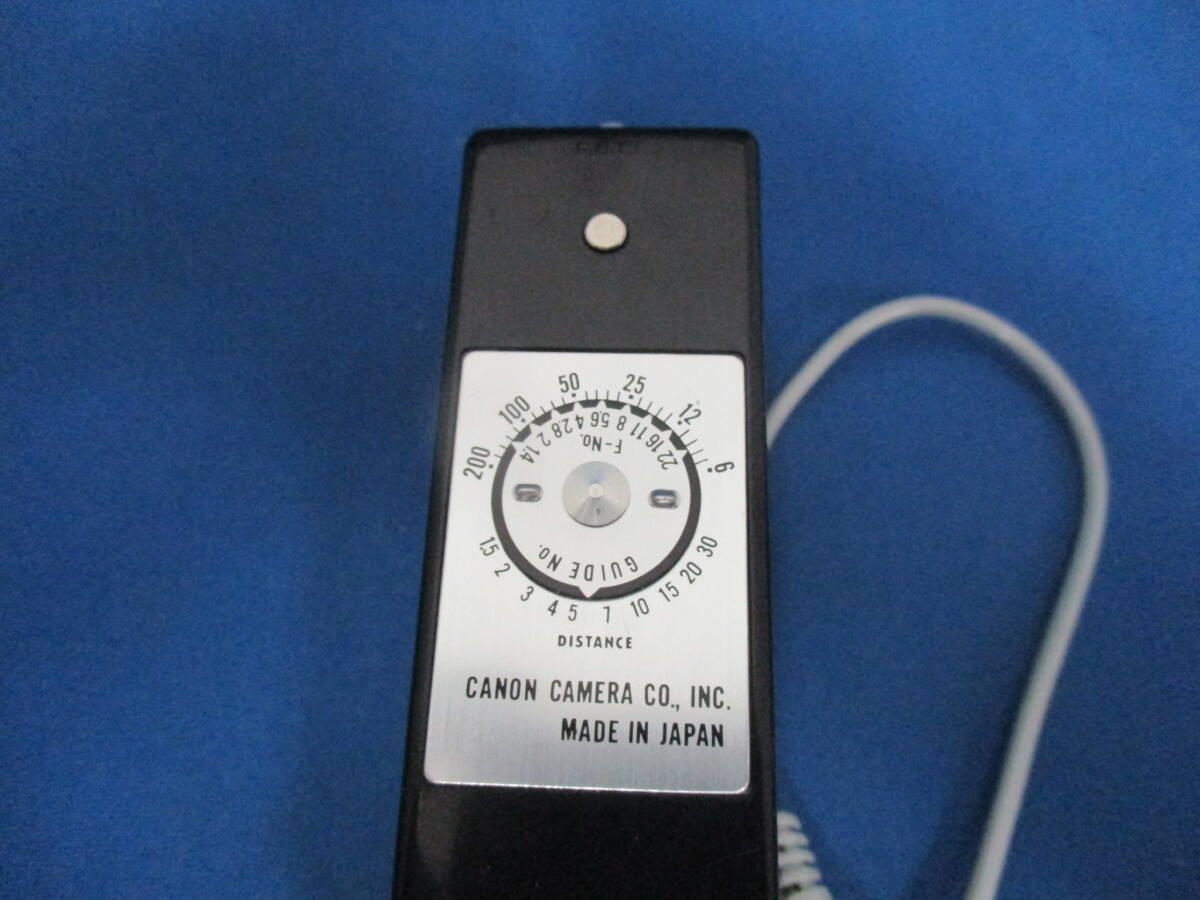 200 100 50 25 12 6
1.4 2 2.8 4 5.6 8 11 16 22
F-No.
GUIDE No.
1.5 2 3 4 5 7 10 15 20 30
DISTANCE
CANON CAMERA CO., INC.
MADE IN JAPAN